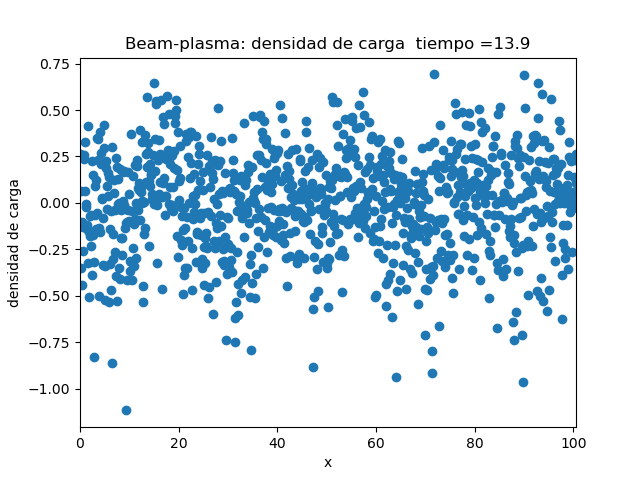 Beam-plasma: densidad de carga  tiempo =13.9
densidad de carga
0.75
0.50
0.25
0.00
−0.25
−0.50
−0.75
−1.00
0 20 40 60 80 100
x